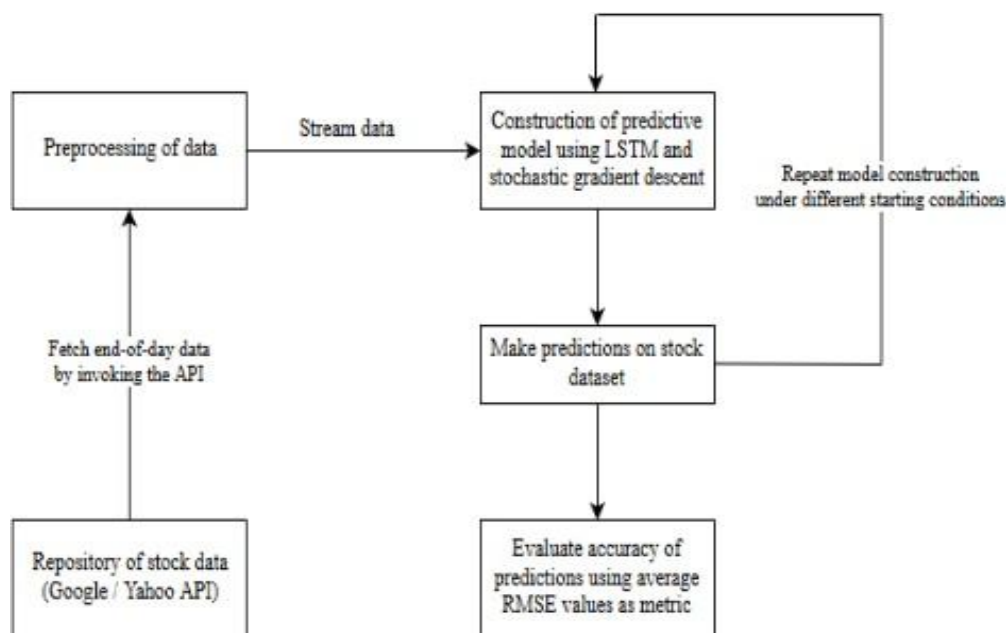 Preprocessing of data
Stream data
Construction of predictive
model using LSTM and
stochastic gradient descent
Repeat model construction
under different starting conditions
Fetch end-of-day data
by invoking the API
Make predictions on stock
dataset
Repository of stock data
(Google / Yahoo API)
Evaluate accuracy of
predictions using average
RMSE values as metric